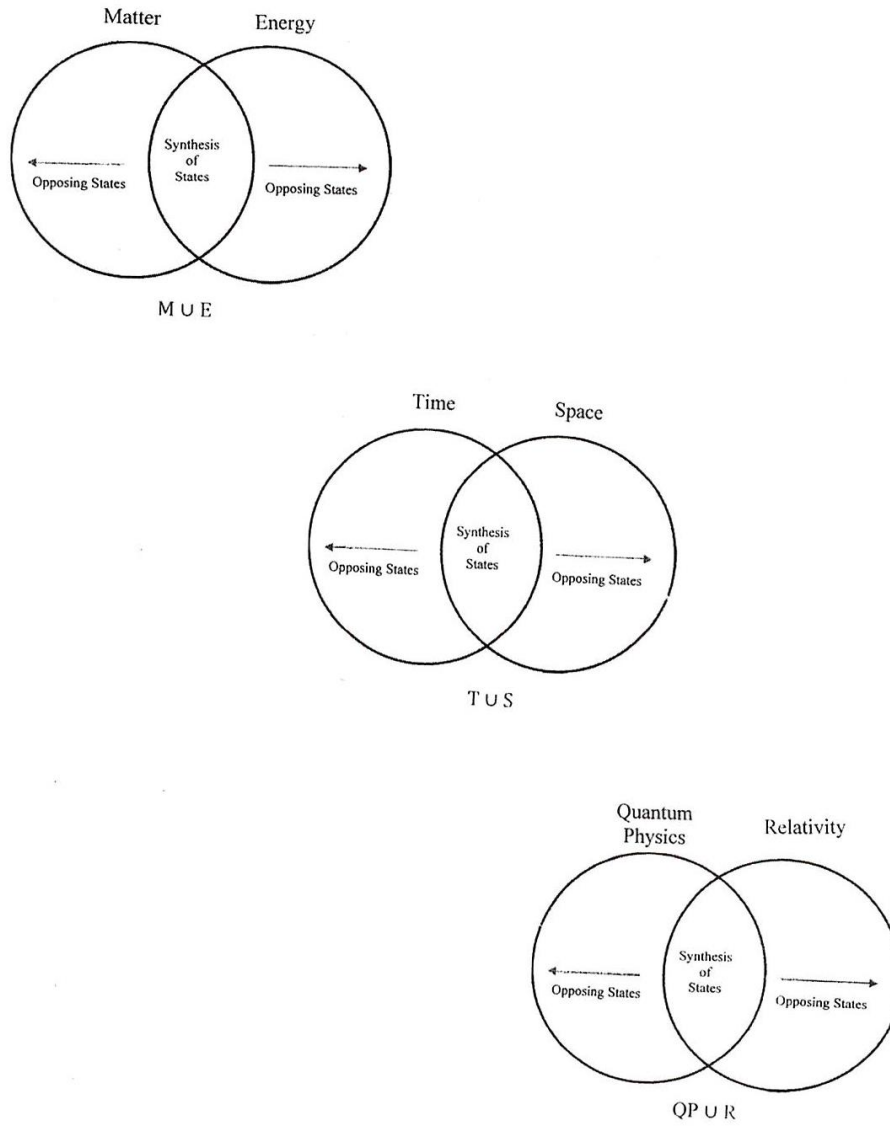 Matter
Energy
Synthesis
of
States
Opposing States
Opposing States
M ∪ E
Time
Space
Synthesis
of
States
Opposing States
Opposing States
T ∪ S
Quantum
Physics
Relativity
Synthesis
of
States
Opposing States
Opposing States
QP ∪ R